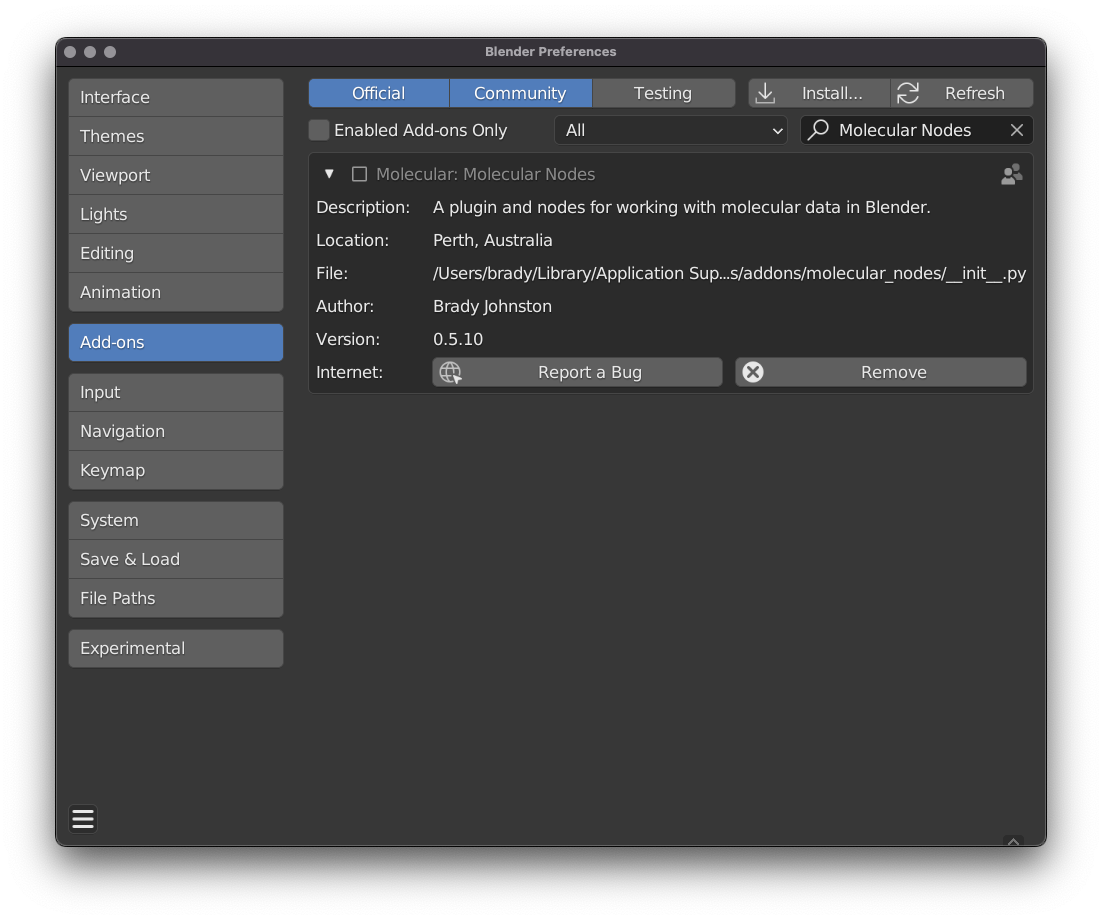 Blender Preferences
Interface
Themes
Viewport
Lights
Editing
Animation
Add-ons
Input
Navigation
Keymap
System
Save & Load
File Paths
Experimental
Official Community Testing Install... Refresh
Enabled Add-ons Only All Molecular Nodes
Molecular: Molecular Nodes
Description: A plugin and nodes for working with molecular data in Blender.
Location: Perth, Australia
File: /Users/brady/Library/Application Sup...s/addons/molecular_nodes/__init__.py
Author: Brady Johnston
Version: 0.5.10
Internet: Report a Bug Remove